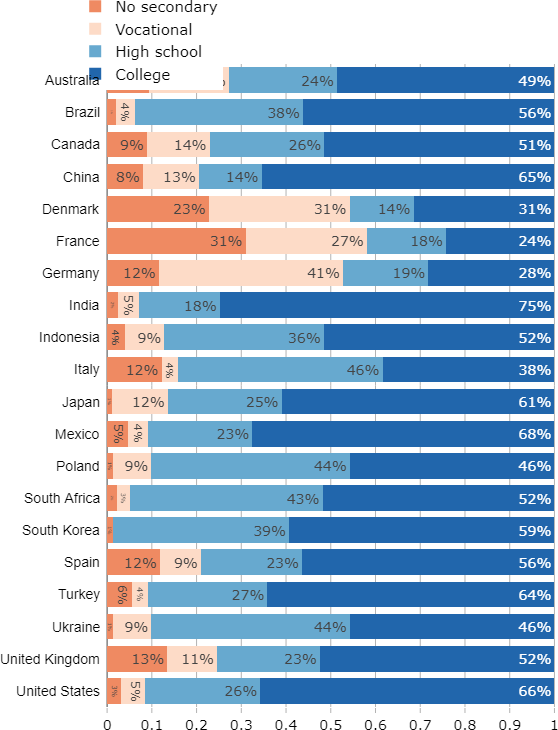 No secondary
Vocational
High school
College
Australia 24% 49%
Brazil 4% 38% 56%
Canada 9% 14% 26% 51%
China 8% 13% 14% 65%
Denmark 23% 31% 14% 31%
France 31% 27% 18% 24%
Germany 12% 41% 19% 28%
India 5% 18% 75%
Indonesia 4% 9% 36% 52%
Italy 12% 4% 46% 38%
Japan 12% 25% 61%
Mexico 5% 4% 23% 68%
Poland 9% 44% 46%
South Africa 3% 43% 52%
South Korea 39% 59%
Spain 12% 9% 23% 56%
Turkey 6% 4% 27% 64%
Ukraine 9% 44% 46%
United Kingdom 13% 11% 23% 52%
United States 3% 5% 26% 66%
0 0.1 0.2 0.3 0.4 0.5 0.6 0.7 0.8 0.9 1